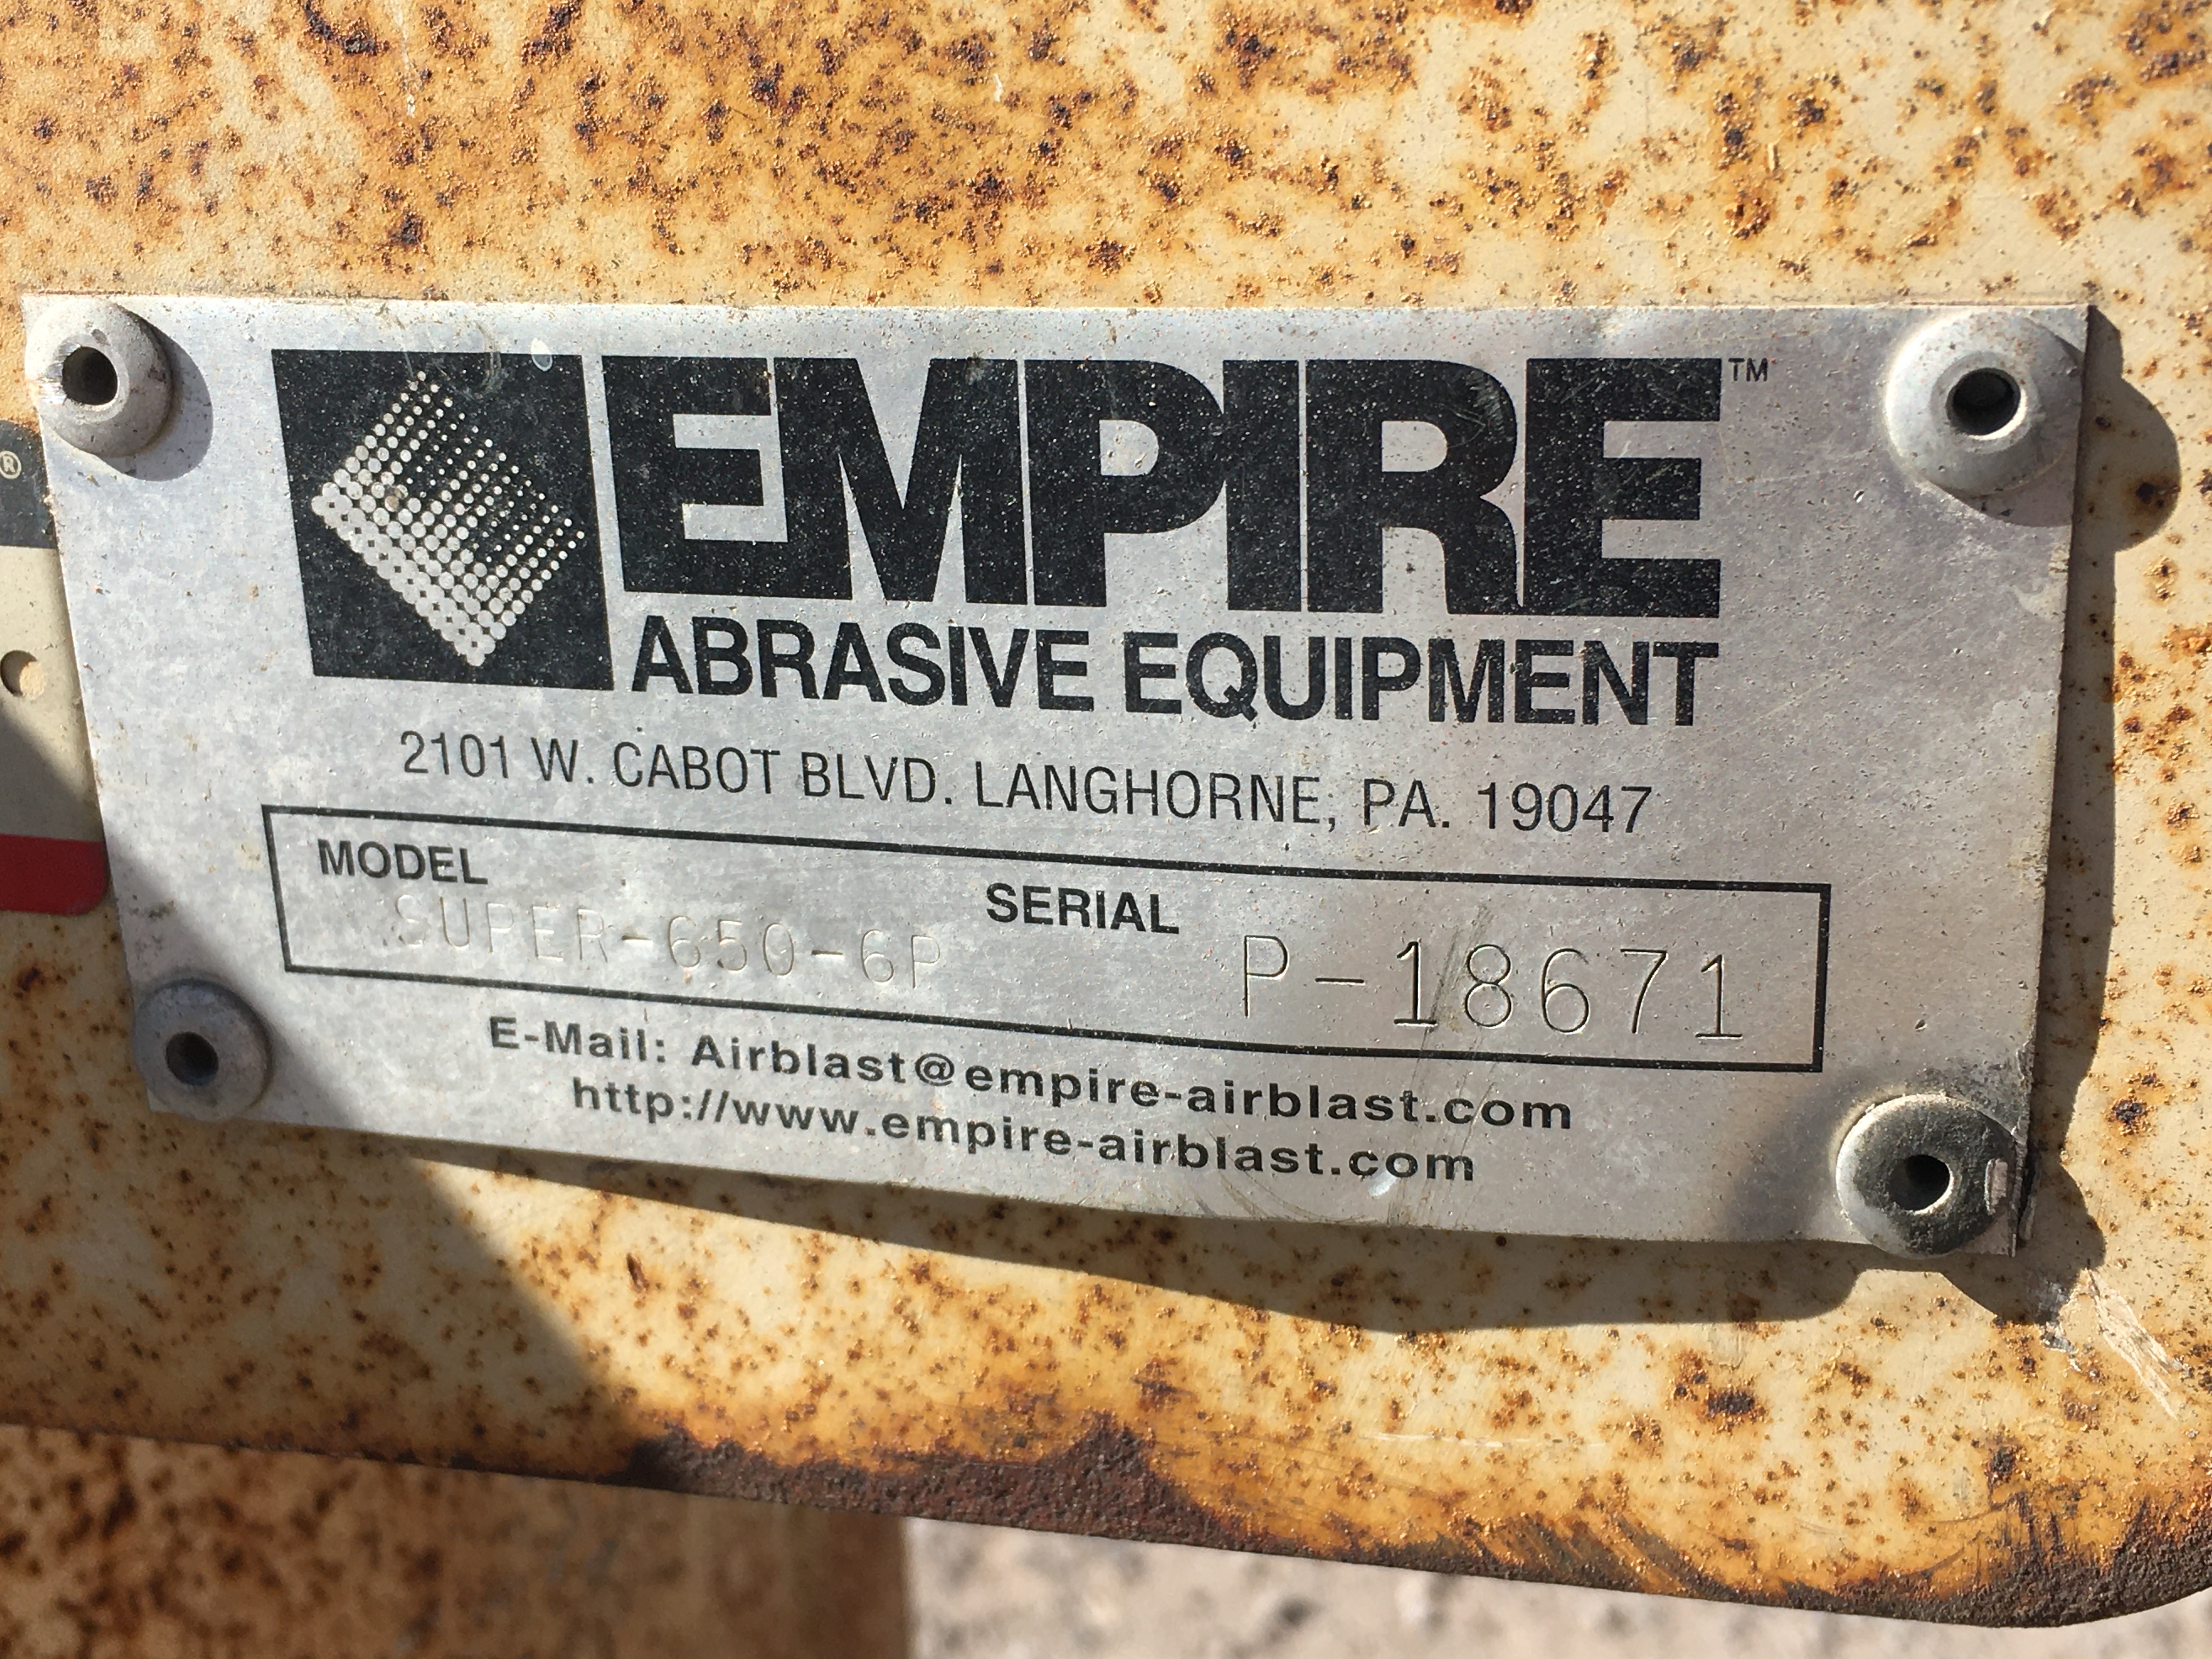 ®
EMPIRE™
ABRASIVE EQUIPMENT
2101 W. CABOT BLVD. LANGHORNE, PA. 19047
MODEL SERIAL
SUPER-650-6P P-18671
E-Mail: Airblast@empire-airblast.com
http://www.empire-airblast.com